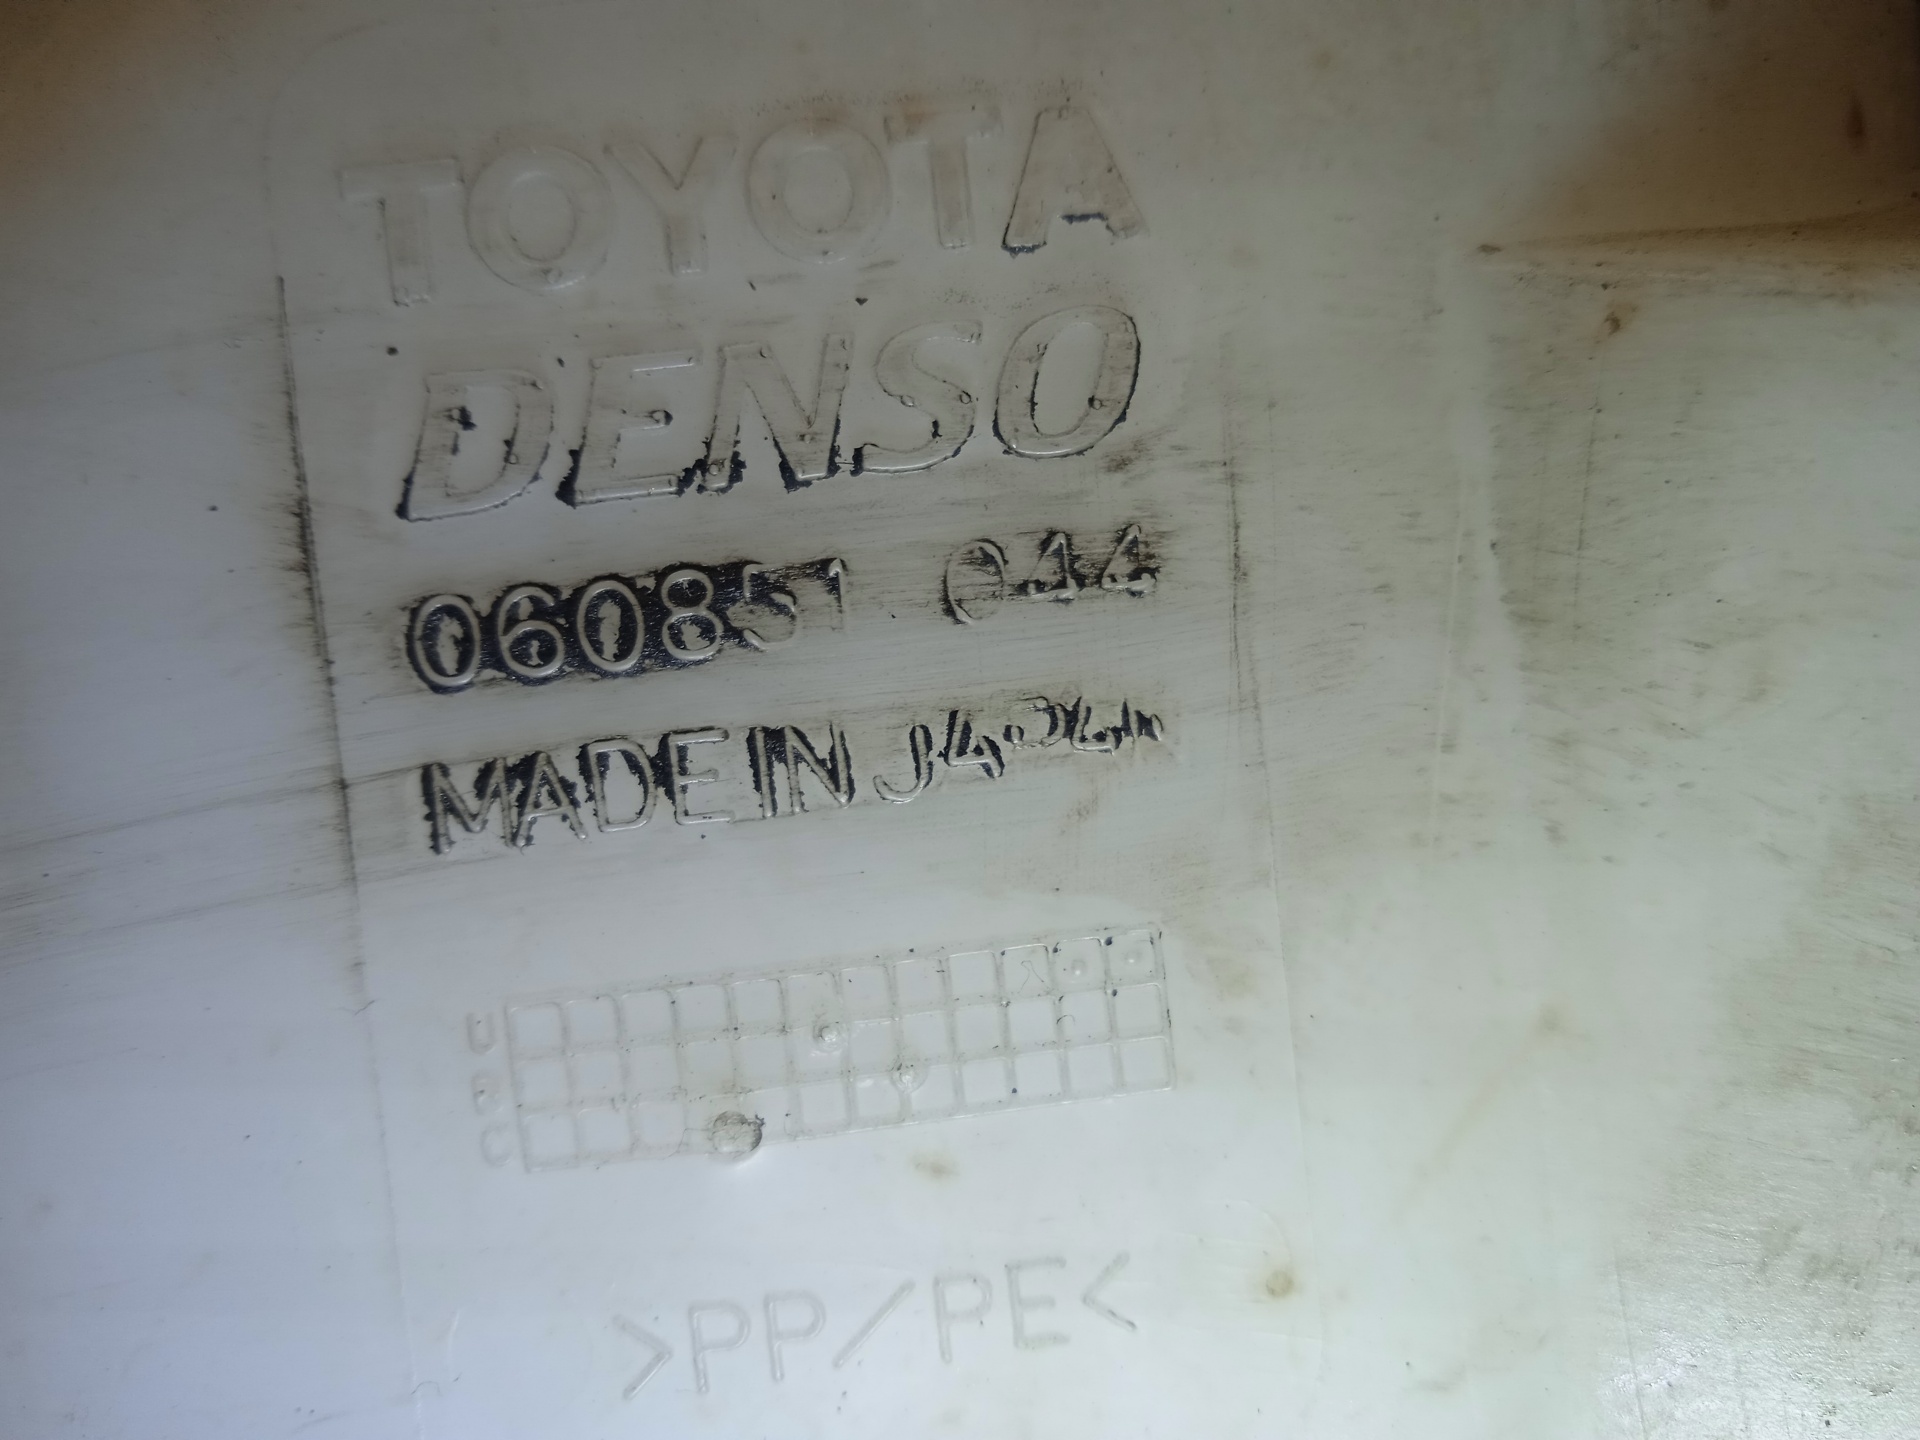 TOYOTA
DENSO
060851 044
MADE IN JAPAN
U
B
C
>PP/PE<